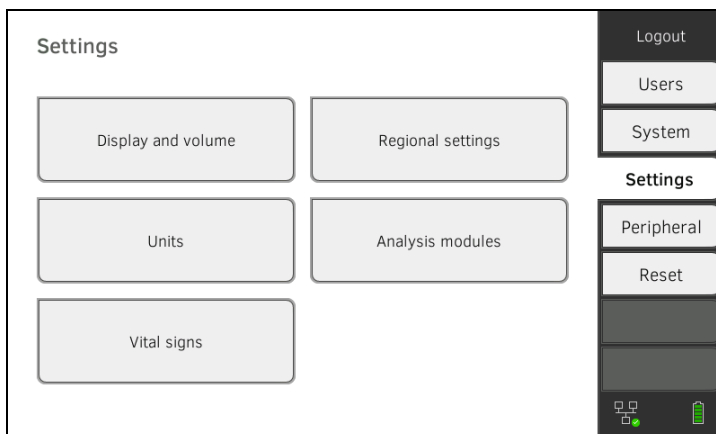 Settings
Display and volume
Regional settings
Units
Analysis modules
Vital signs
Logout
Users
System
Settings
Peripheral
Reset